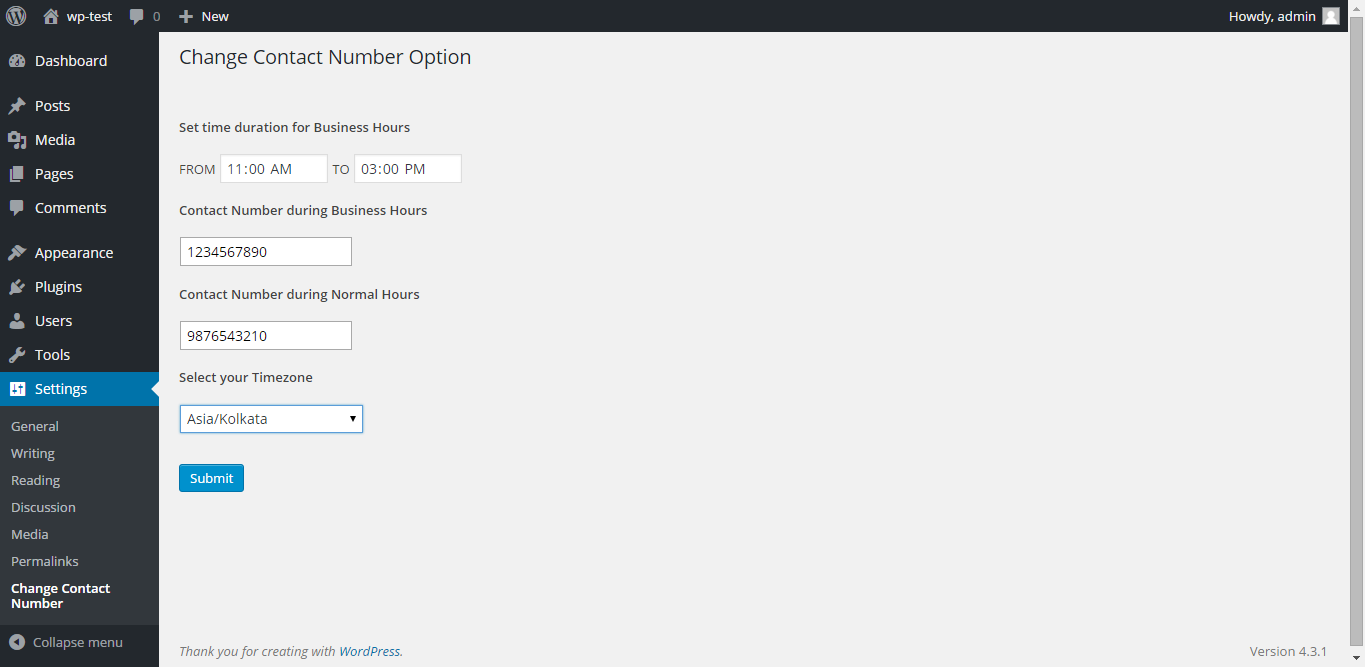 wp-test 0 New Howdy, admin
Dashboard
Posts
Media
Pages
Comments
Appearance
Plugins
Users
Tools
Settings
General
Writing
Reading
Discussion
Media
Permalinks
Change Contact
Number
Collapse menu
Change Contact Number Option
Set time duration for Business Hours
FROM 11:00 AM TO 03:00 PM
Contact Number during Business Hours
1234567890
Contact Number during Normal Hours
9876543210
Select your Timezone
Asia/Kolkata
Submit
Thank you for creating with WordPress. Version 4.3.1